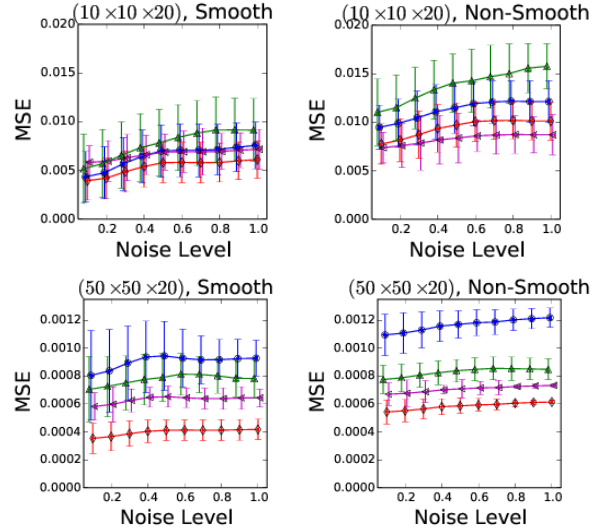 (10×10×20), Smooth
MSE
0.020
0.015
0.010
0.005
0.000
0.2 0.4 0.6 0.8 1.0
Noise Level
(10×10×20), Non-Smooth
MSE
0.020
0.015
0.010
0.005
0.000
0.2 0.4 0.6 0.8 1.0
Noise Level
(50×50×20), Smooth
MSE
0.0012
0.0010
0.0008
0.0006
0.0004
0.0002
0.0000
0.2 0.4 0.6 0.8 1.0
Noise Level
(50×50×20), Non-Smooth
MSE
0.0012
0.0010
0.0008
0.0006
0.0004
0.0002
0.0000
0.2 0.4 0.6 0.8 1.0
Noise Level